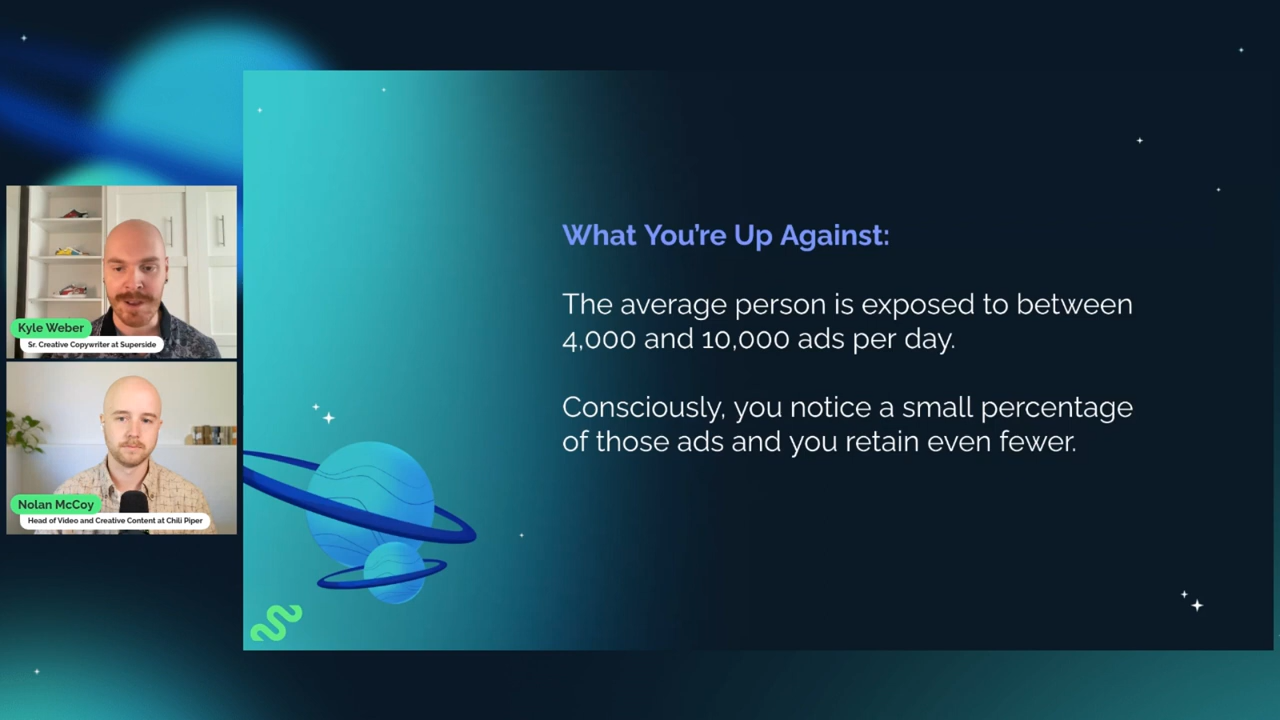 Kyle Weber
Sr. Creative Copywriter at Superside
Nolan McCoy
Head of Video and Creative Content at Chili Piper
What You're Up Against:
The average person is exposed to between
4,000 and 10,000 ads per day.
Consciously, you notice a small percentage
of those ads and you retain even fewer.